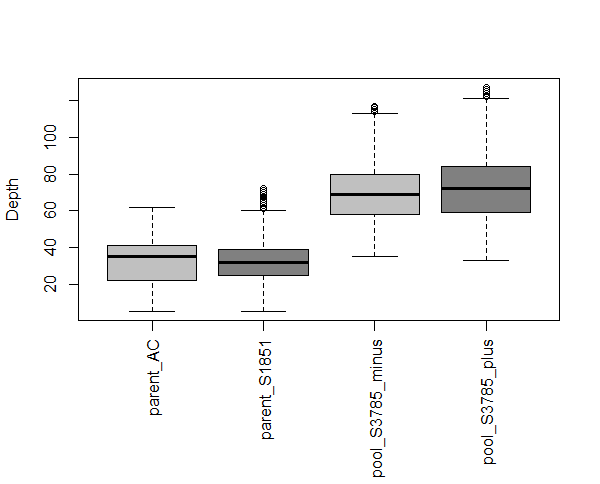 Depth
100
80
60
40
20
parent_AC
parent_S1851
pool_S3785_minus
pool_S3785_plus